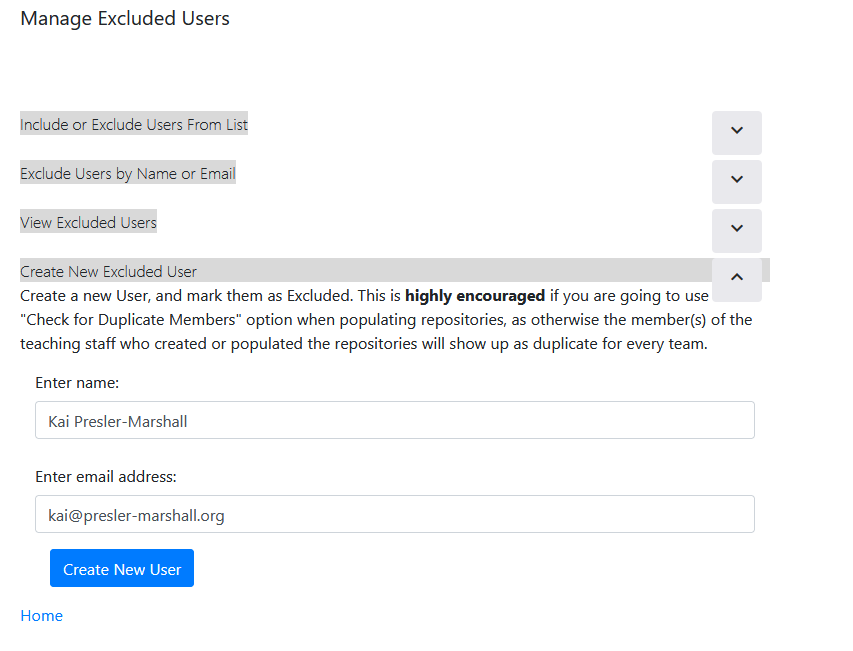 Manage Excluded Users
Include or Exclude Users From List
Exclude Users by Name or Email
View Excluded Users
Create New Excluded User
Create a new User, and mark them as Excluded. This is highly encouraged if you are going to use
"Check for Duplicate Members" option when populating repositories, as otherwise the member(s) of the
teaching staff who created or populated the repositories will show up as duplicate for every team.
Enter name:
Kai Presler-Marshall
Enter email address:
kai@presler-marshall.org
Create New User
Home